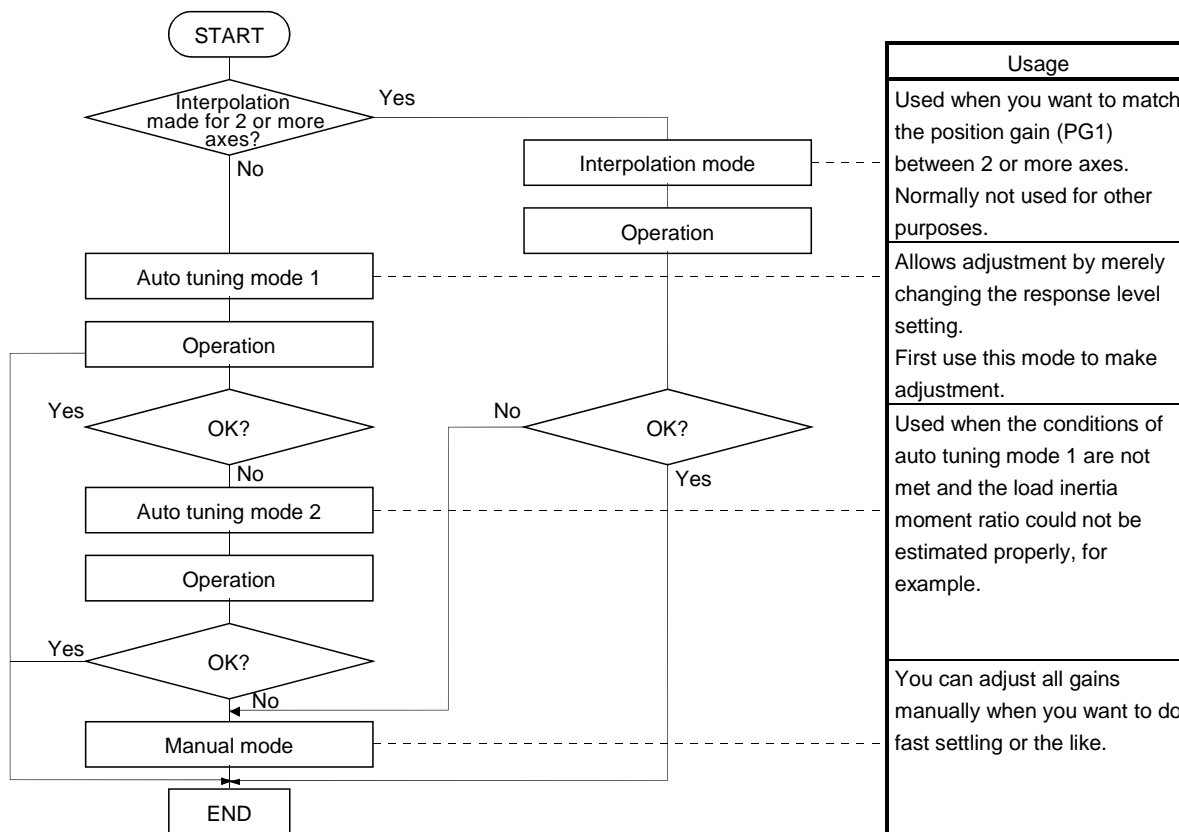 START
Interpolation
made for 2 or more
axes?
Yes
No
Interpolation mode
Operation
Auto tuning mode 1
Operation
Yes
OK?
No
No
OK?
Yes
Auto tuning mode 2
Operation
Yes
OK?
No
Manual mode
END
Usage
Used when you want to match
the position gain (PG1)
between 2 or more axes.
Normally not used for other
purposes.
Allows adjustment by merely
changing the response level
setting.
First use this mode to make
adjustment.
Used when the conditions of
auto tuning mode 1 are not
met and the load inertia
moment ratio could not be
estimated properly, for
example.
You can adjust all gains
manually when you want to do
fast settling or the like.